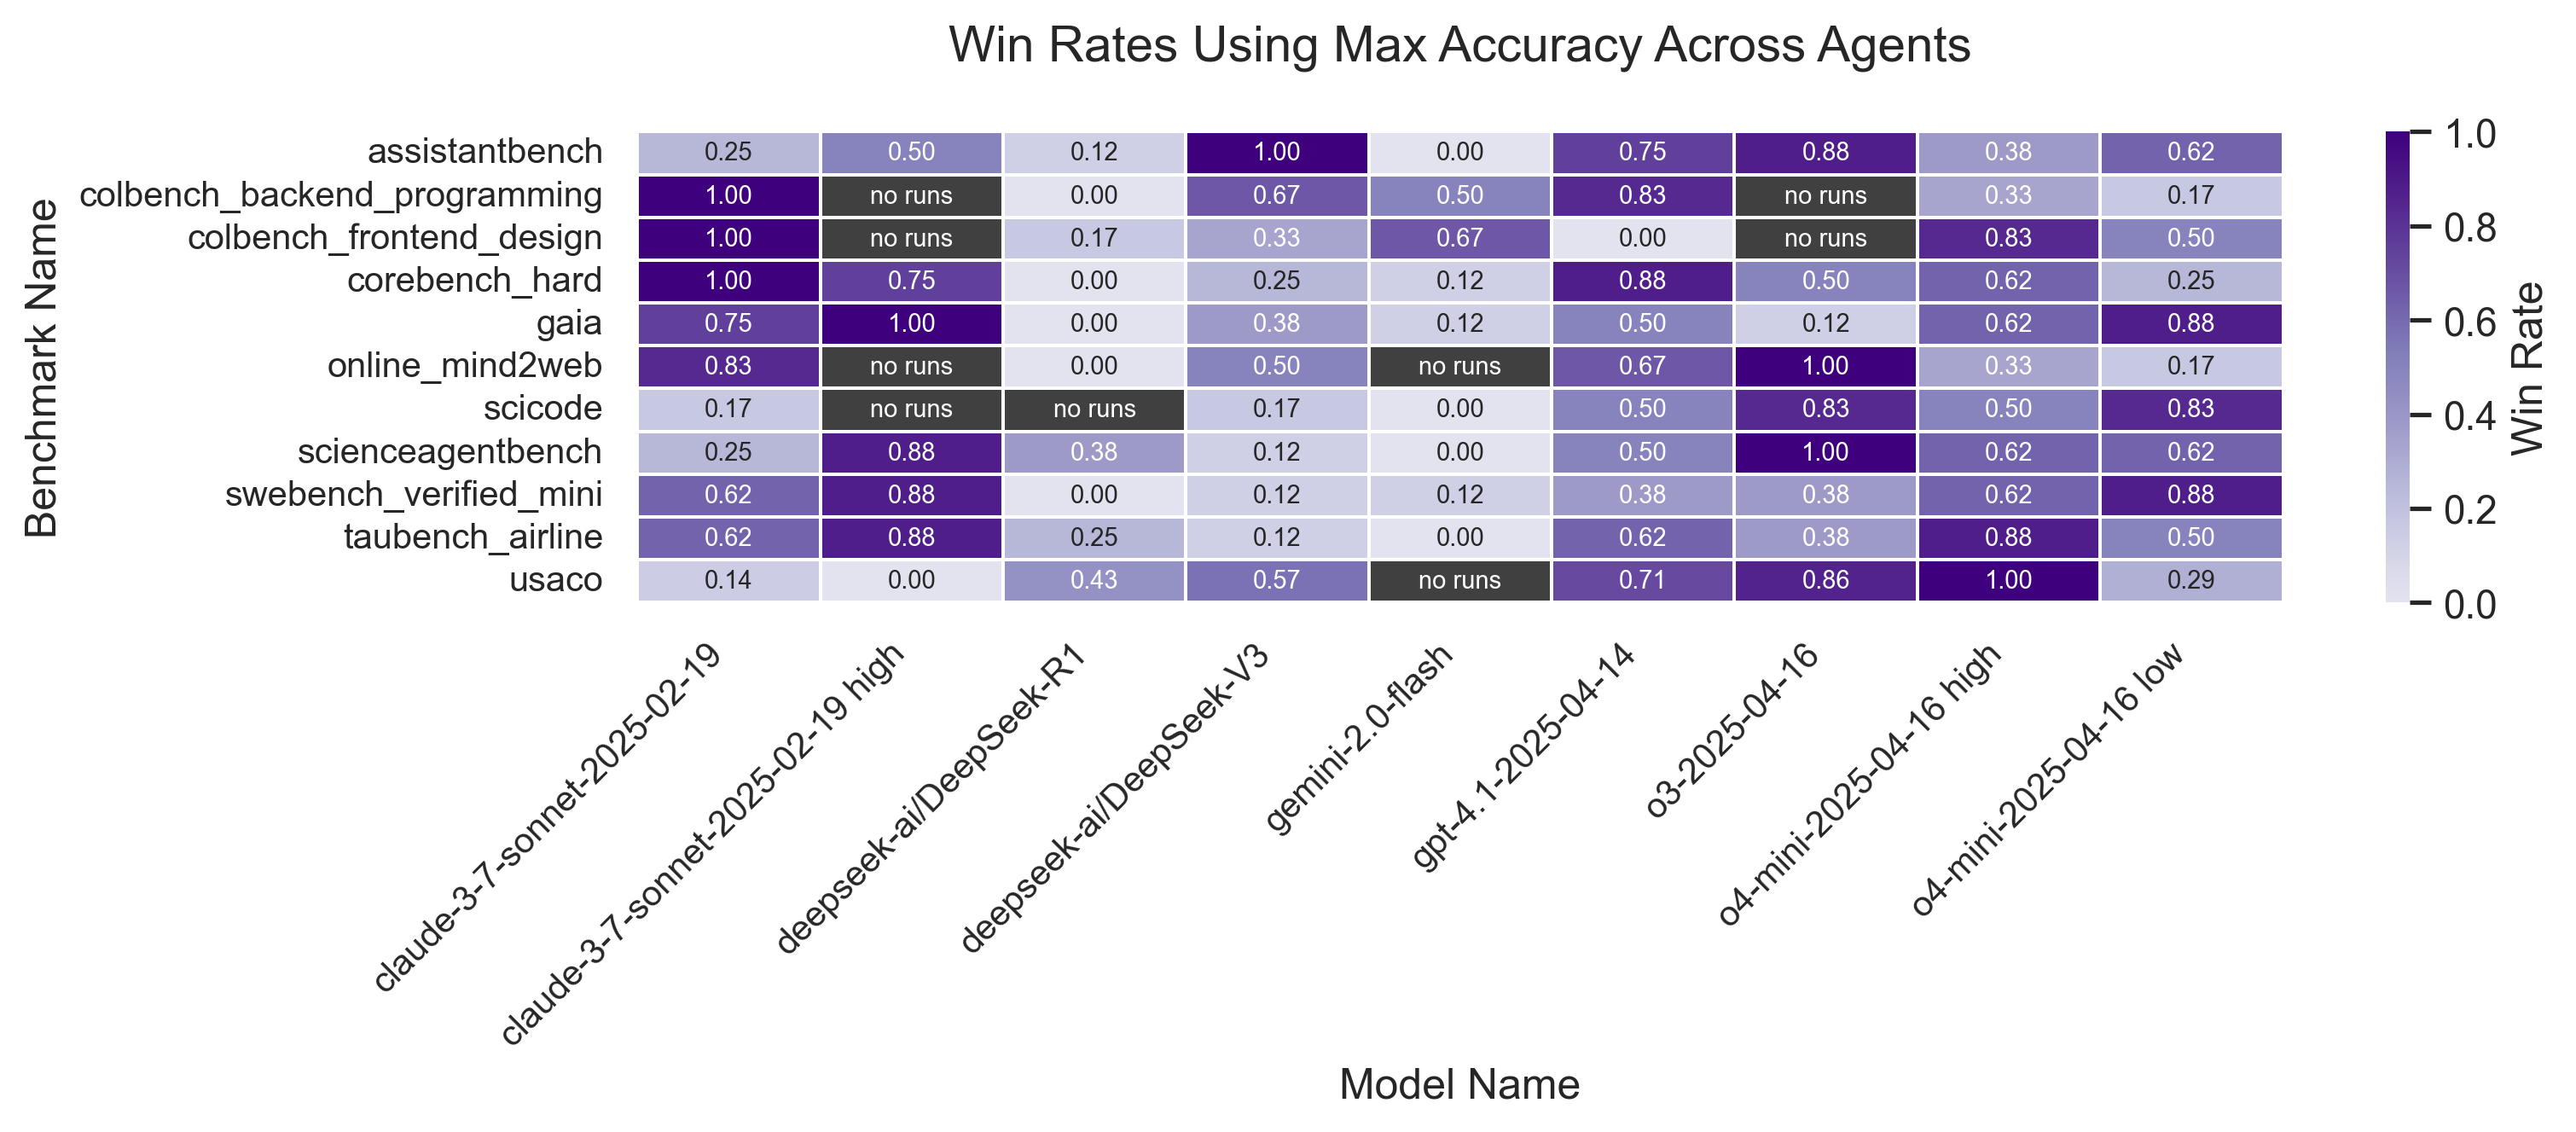 Win Rates Using Max Accuracy Across Agents
Benchmark Name
assistantbench 0.25 0.50 0.12 1.00 0.00 0.75 0.88 0.38 0.62
colbench_backend_programming 1.00 no runs 0.00 0.67 0.50 0.83 no runs 0.33 0.17
colbench_frontend_design 1.00 no runs 0.17 0.33 0.67 0.00 no runs 0.83 0.50
corebench_hard 1.00 0.75 0.00 0.25 0.12 0.88 0.50 0.62 0.25
gaia 0.75 1.00 0.00 0.38 0.12 0.50 0.12 0.62 0.88
online_mind2web 0.83 no runs 0.00 0.50 no runs 0.67 1.00 0.33 0.17
scicode 0.17 no runs no runs 0.17 0.00 0.50 0.83 0.50 0.83
scienceagentbench 0.25 0.88 0.38 0.12 0.00 0.50 1.00 0.62 0.62
swebench_verified_mini 0.62 0.88 0.00 0.12 0.12 0.38 0.38 0.62 0.88
taubench_airline 0.62 0.88 0.25 0.12 0.00 0.62 0.38 0.88 0.50
usaco 0.14 0.00 0.43 0.57 no runs 0.71 0.86 1.00 0.29
claude-3-7-sonnet-2025-02-19
claude-3-7-sonnet-2025-02-19 high
deepseek-ai/DeepSeek-R1
deepseek-ai/DeepSeek-V3
gemini-2.0-flash
gpt-4.1-2025-04-14
o3-2025-04-16
o4-mini-2025-04-16 high
o4-mini-2025-04-16 low
Model Name
1.0
0.8
0.6
0.4
0.2
0.0
Win Rate